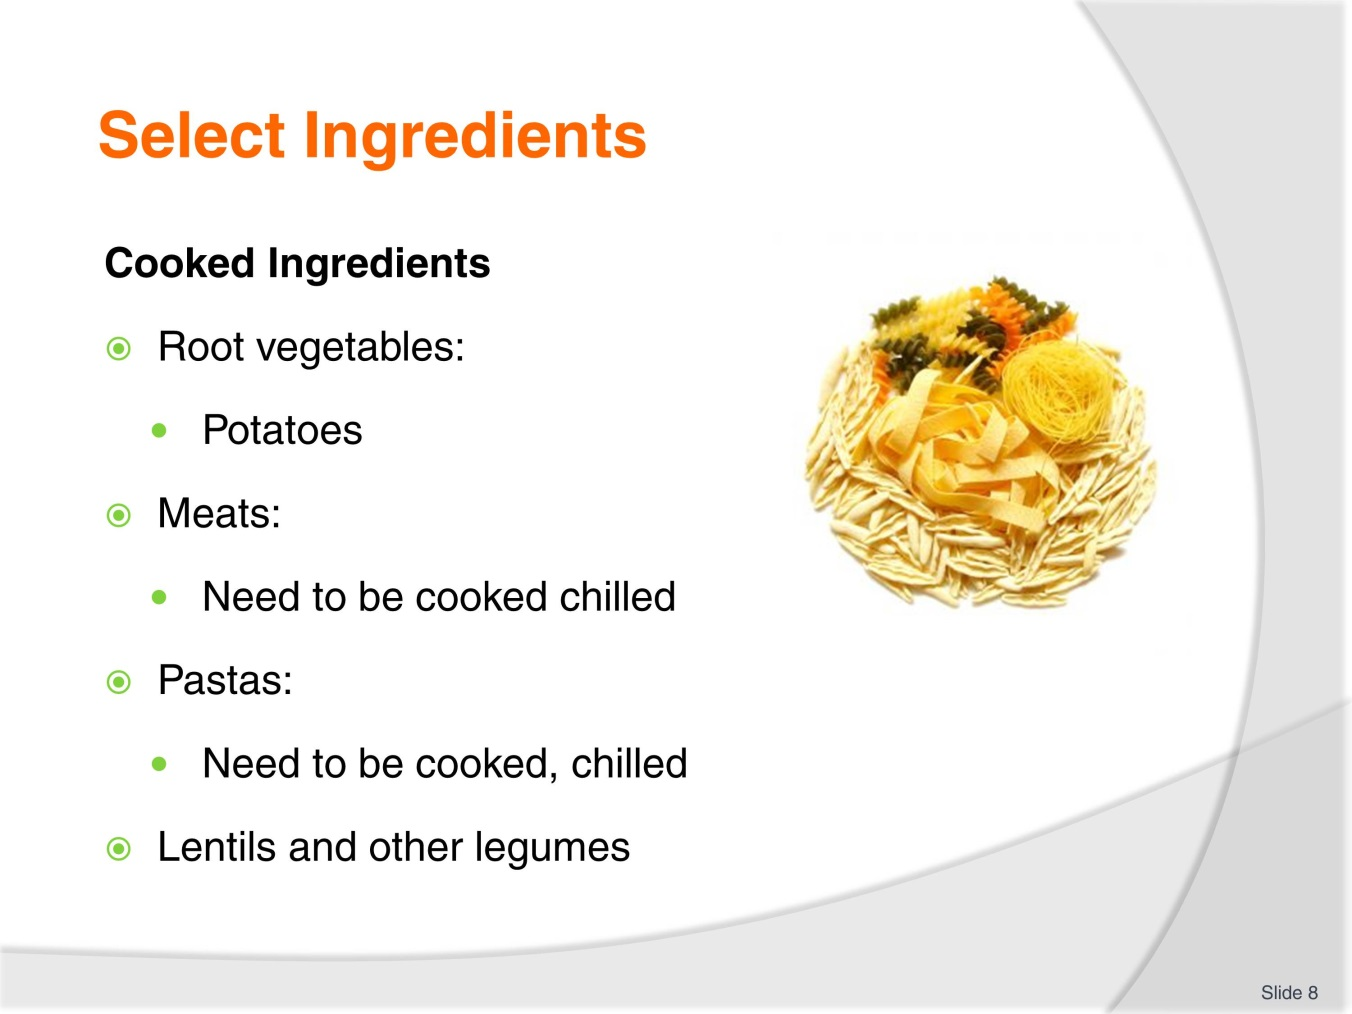 Select Ingredients
Cooked Ingredients
Root vegetables:
Potatoes
Meats:
Need to be cooked chilled
Pastas:
Need to be cooked, chilled
Lentils and other legumes
Slide 8